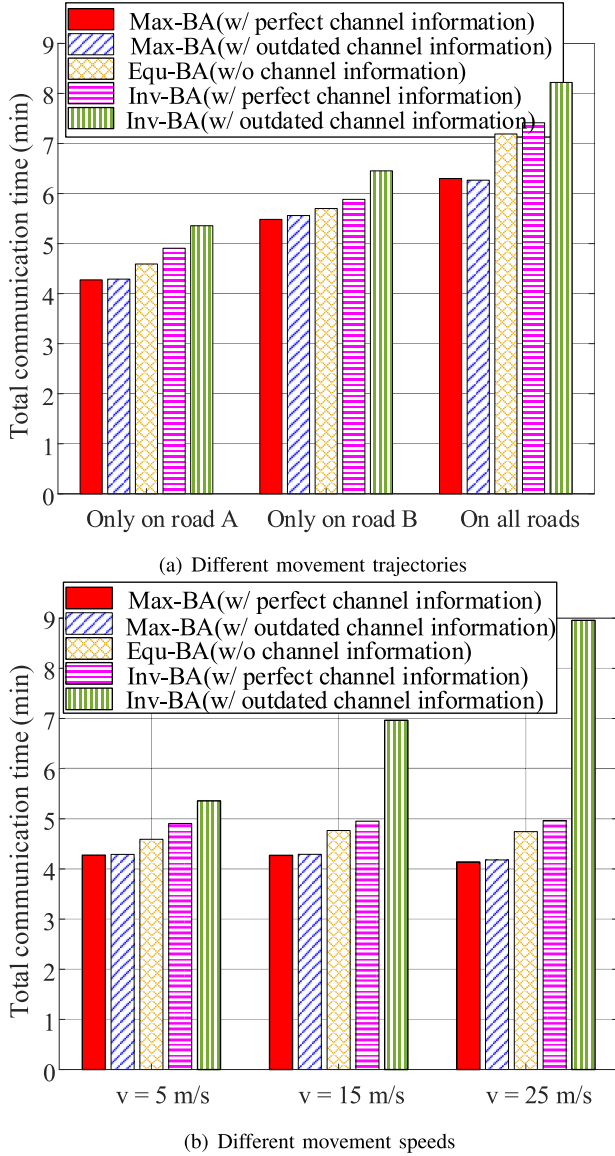 Max-BA(w/ perfect channel information)
Max-BA(w/ outdated channel information)
Equ-BA(w/o channel information)
Inv-BA(w/ perfect channel information)
Inv-BA(w/ outdated channel information)
Total communication time (min)
9
8
7
6
5
4
3
2
1
0
Only on road A
Only on road B
On all roads
(a) Different movement trajectories
Max-BA(w/ perfect channel information)
Max-BA(w/ outdated channel information)
Equ-BA(w/o channel information)
Inv-BA(w/ perfect channel information)
Inv-BA(w/ outdated channel information)
Total communication time (min)
9
8
7
6
5
4
3
2
1
0
v = 5 m/s
v = 15 m/s
v = 25 m/s
(b) Different movement speeds